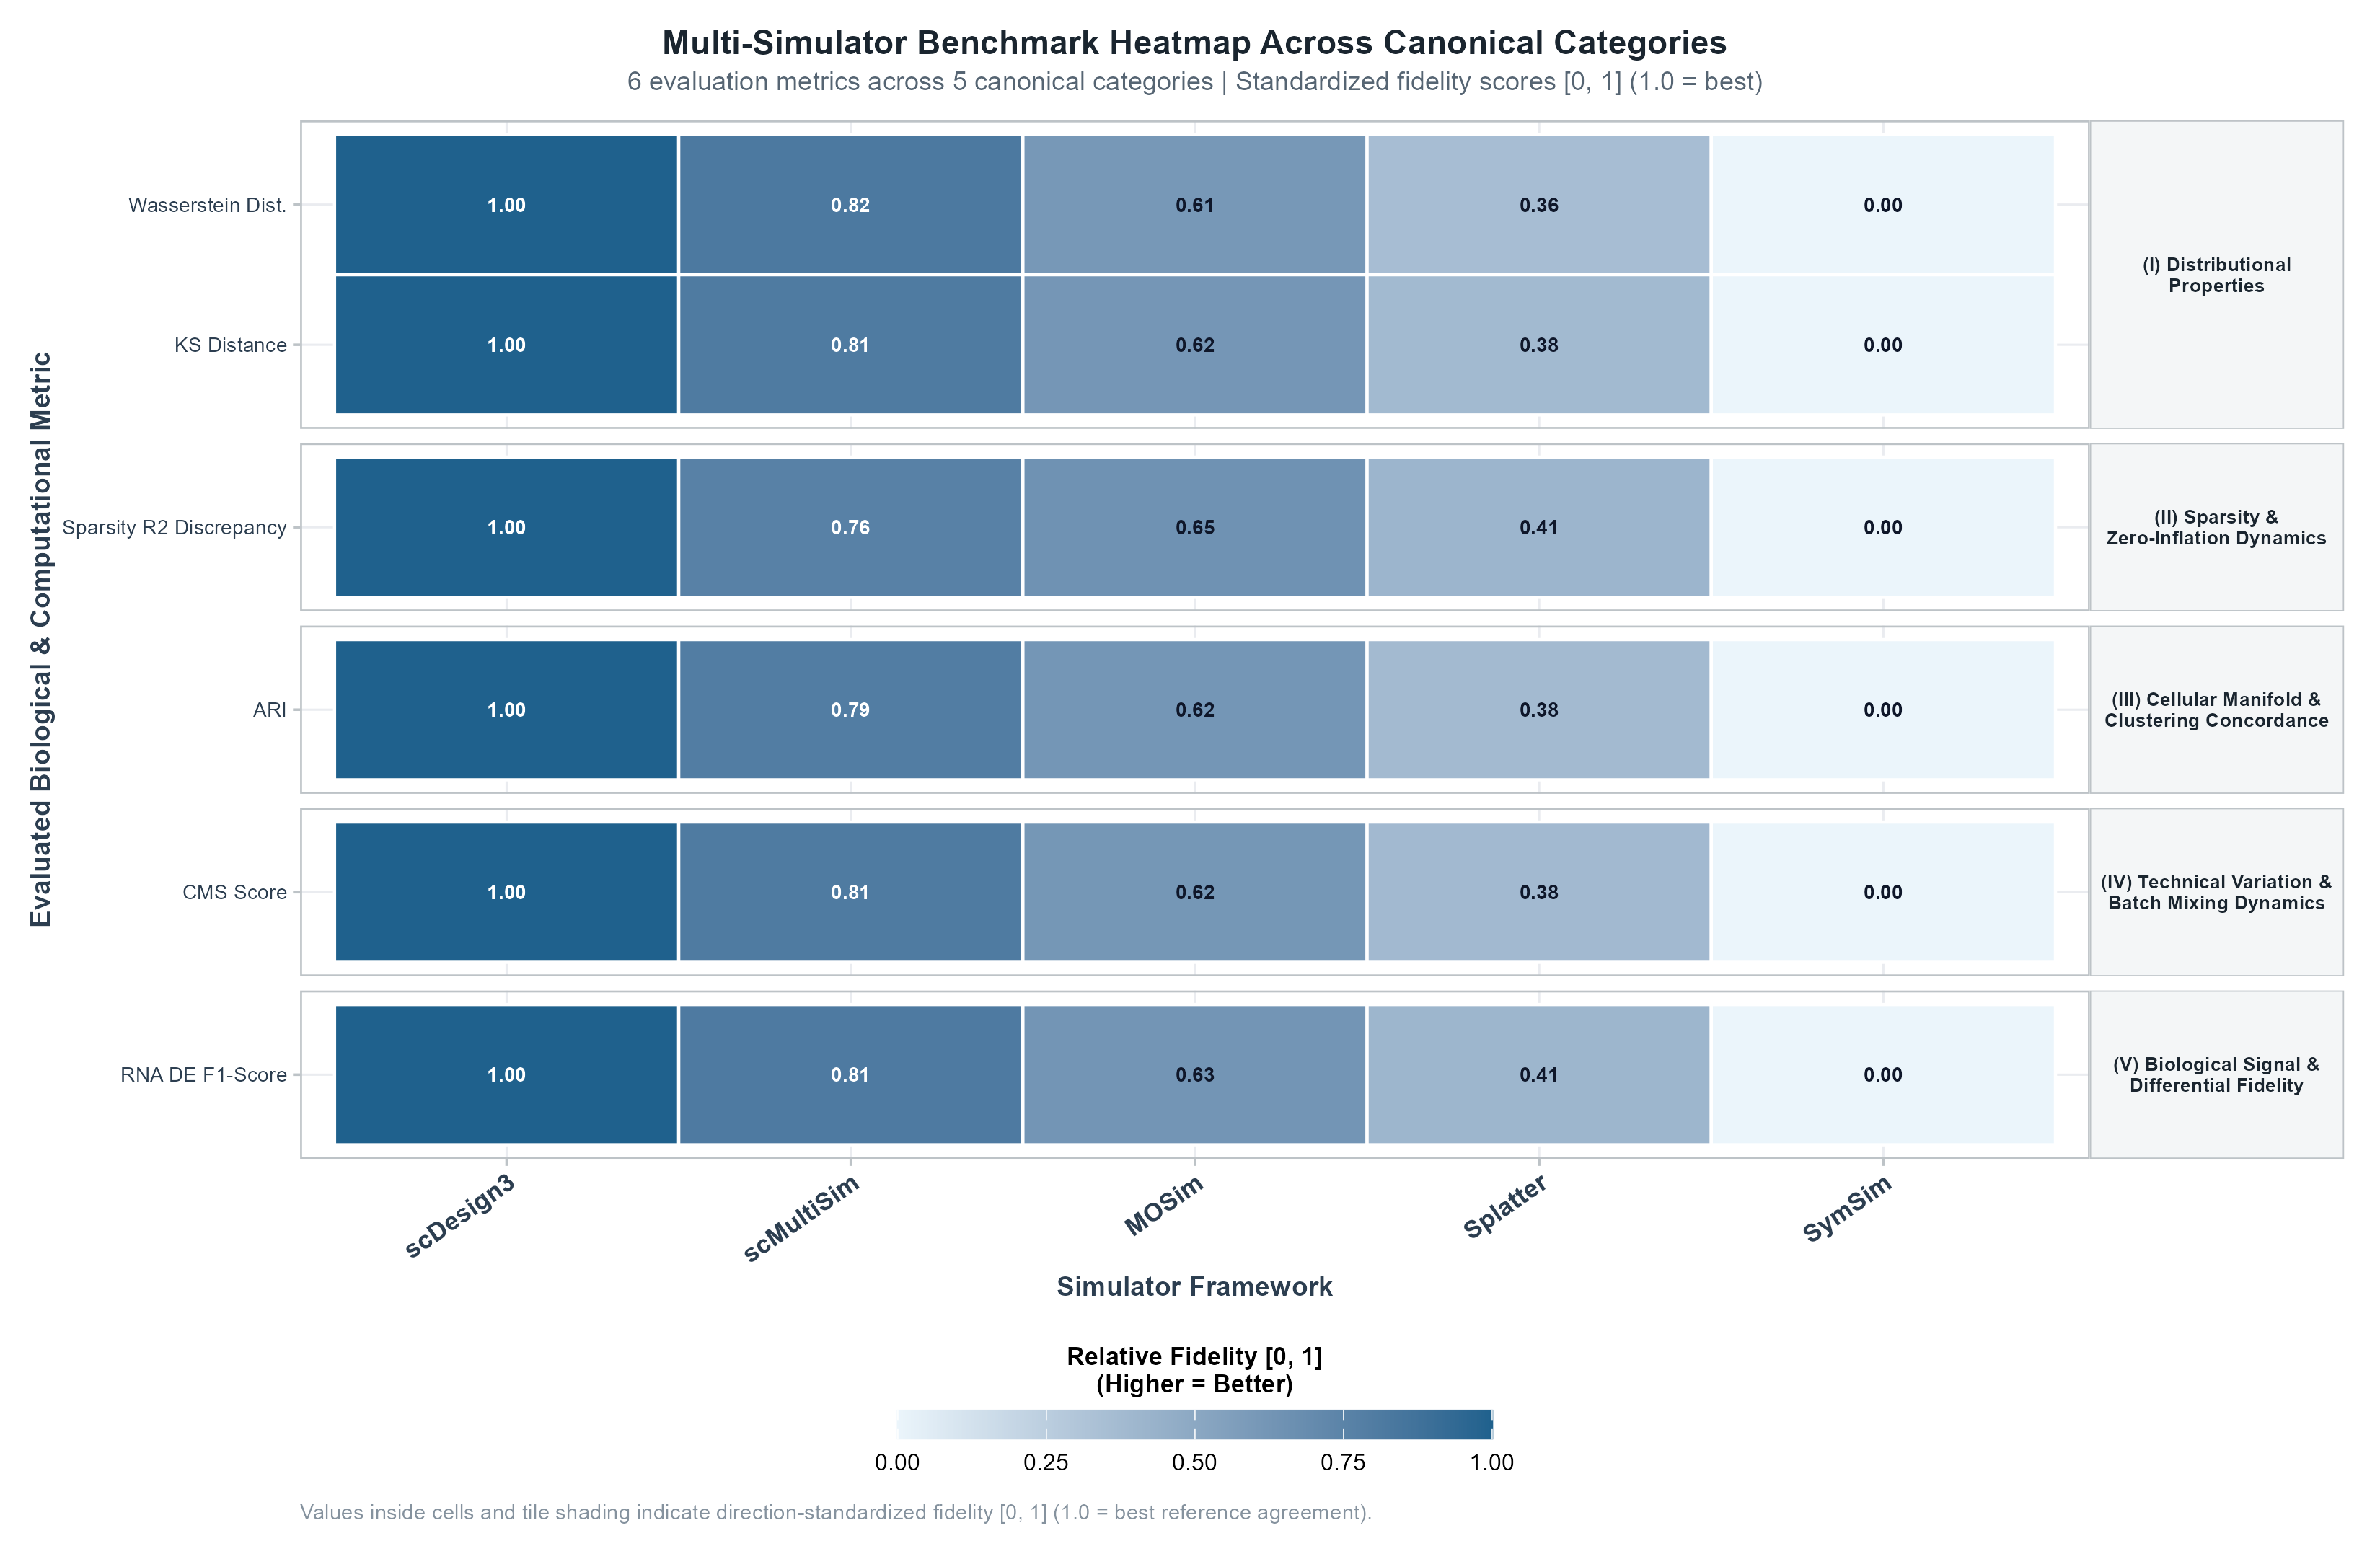 Multi-Simulator Benchmark Heatmap Across Canonical Categories
6 evaluation metrics across 5 canonical categories | Standardized fidelity scores [0, 1] (1.0 = best)
Evaluated Biological & Computational Metric
Wasserstein Dist.
1.00 0.82 0.61 0.36 0.00
KS Distance
1.00 0.81 0.62 0.38 0.00
(I) Distributional
Properties
Sparsity R2 Discrepancy
1.00 0.76 0.65 0.41 0.00
(II) Sparsity &
Zero-Inflation Dynamics
ARI
1.00 0.79 0.62 0.38 0.00
(III) Cellular Manifold &
Clustering Concordance
CMS Score
1.00 0.81 0.62 0.38 0.00
(IV) Technical Variation &
Batch Mixing Dynamics
RNA DE F1-Score
1.00 0.81 0.63 0.41 0.00
(V) Biological Signal &
Differential Fidelity
scDesign3
scMultiSim
MOSim
Splatter
SymSim
Simulator Framework
Relative Fidelity [0, 1]
(Higher = Better)
0.00 0.25 0.50 0.75 1.00
Values inside cells and tile shading indicate direction-standardized fidelity [0, 1] (1.0 = best reference agreement).